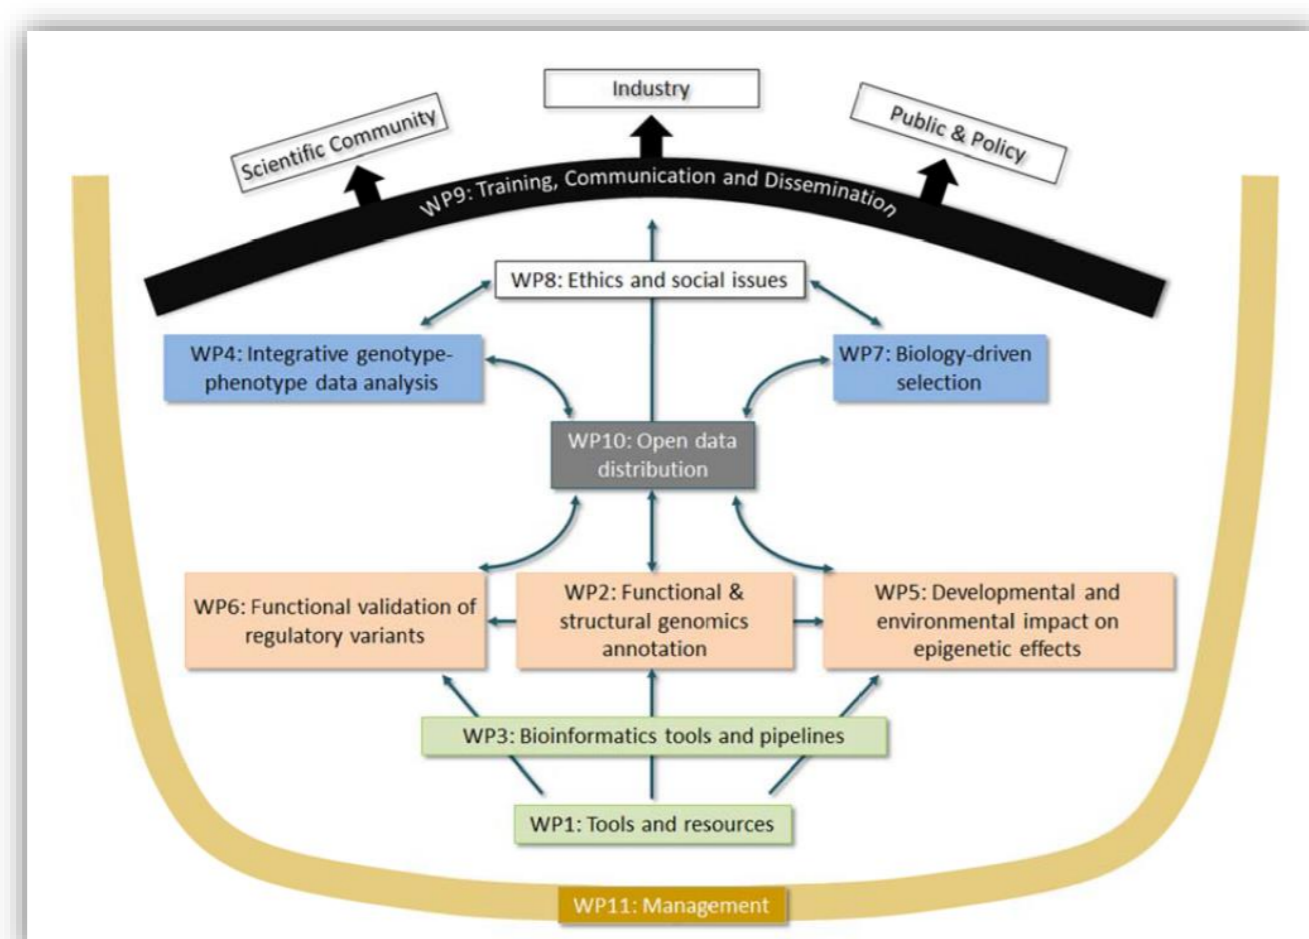 Industry
Scientific Community
Public & Policy
WP9: Training, Communication and Dissemination
WP8: Ethics and social issues
WP4: Integrative genotype-
phenotype data analysis
WP7: Biology-driven
selection
WP10: Open data
distribution
WP6: Functional validation of
regulatory variants
WP2: Functional &
structural genomics
annotation
WP5: Developmental and
environmental impact on
epigenetic effects
WP3: Bioinformatics tools and pipelines
WP1: Tools and resources
WP11: Management